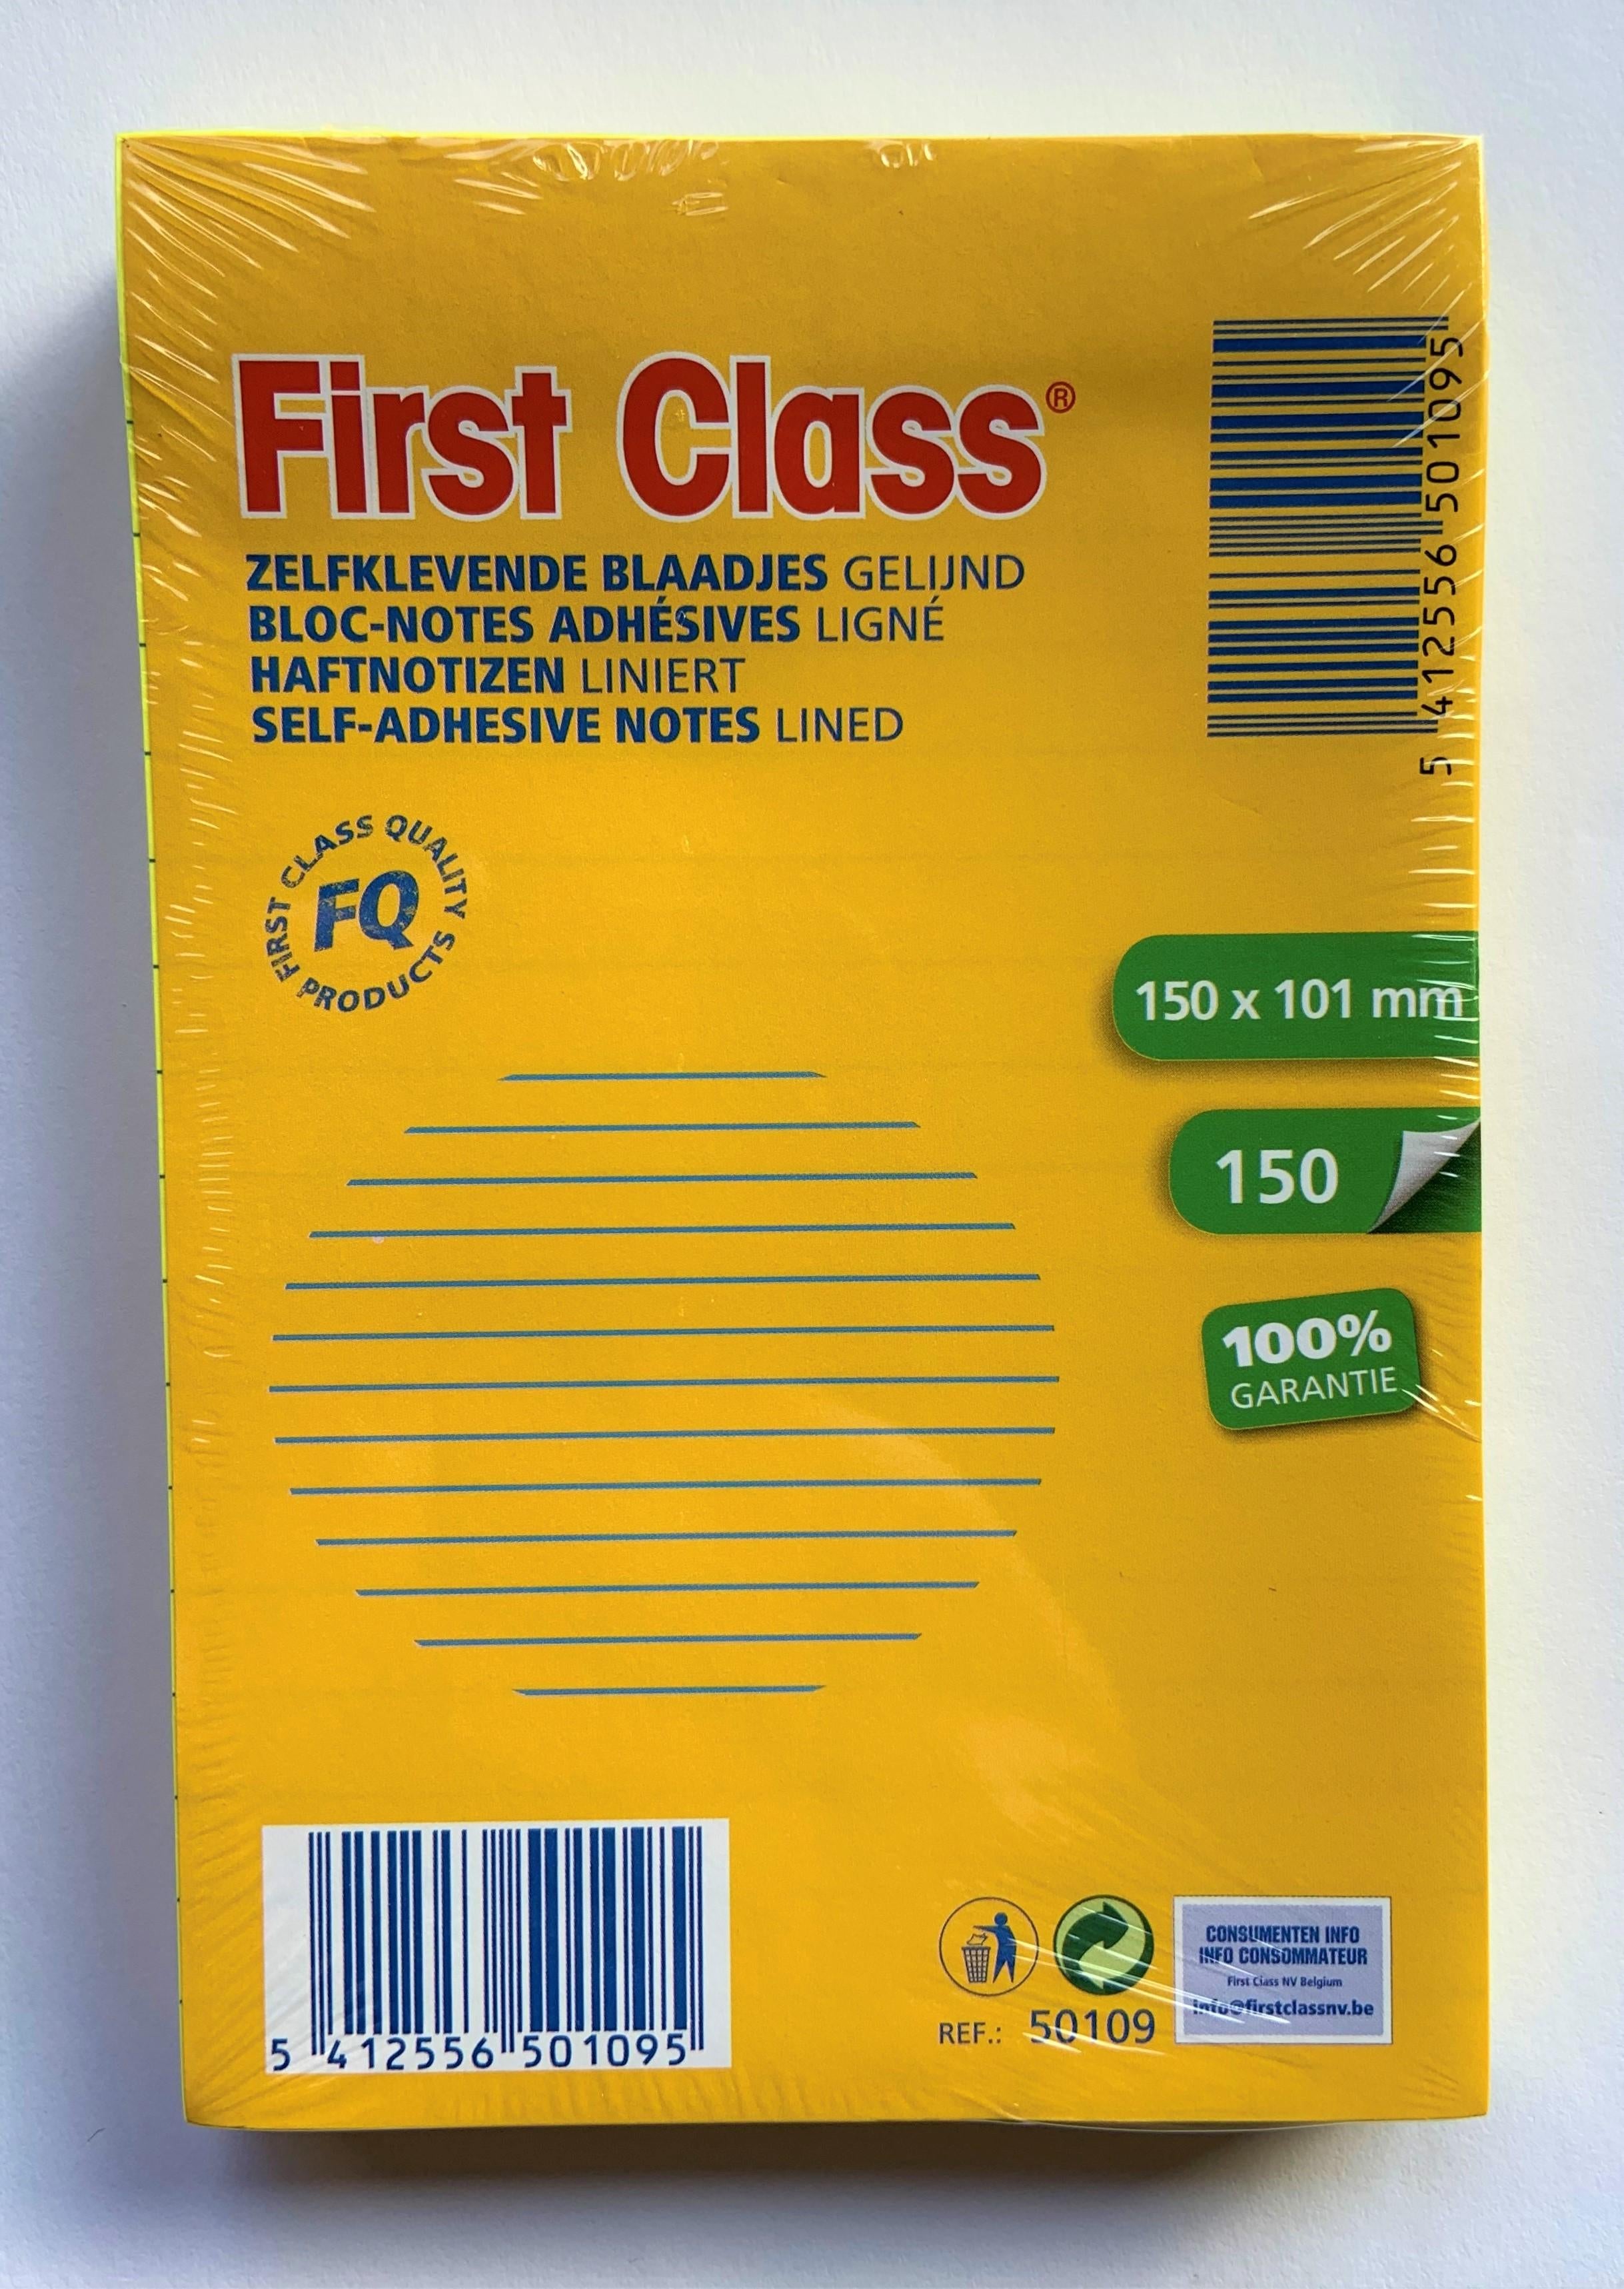 First Class®
ZELFKLEVENDE BLAADJES GELIJND
BLOC-NOTES ADHÉSIVES LIGNÉ
HAFTNOTIZEN LINIERT
SELF-ADHESIVE NOTES LINED
5 412556 501095
FIRST CLASS QUALITY PRODUCTS
FQ
150 x 101 mm
150
100%
GARANTIE
5 412556 501095
REF.: 50109
CONSUMENTEN INFO
INFO CONSOMMATEUR
First Class NV Belgium
info@firstclassnv.be